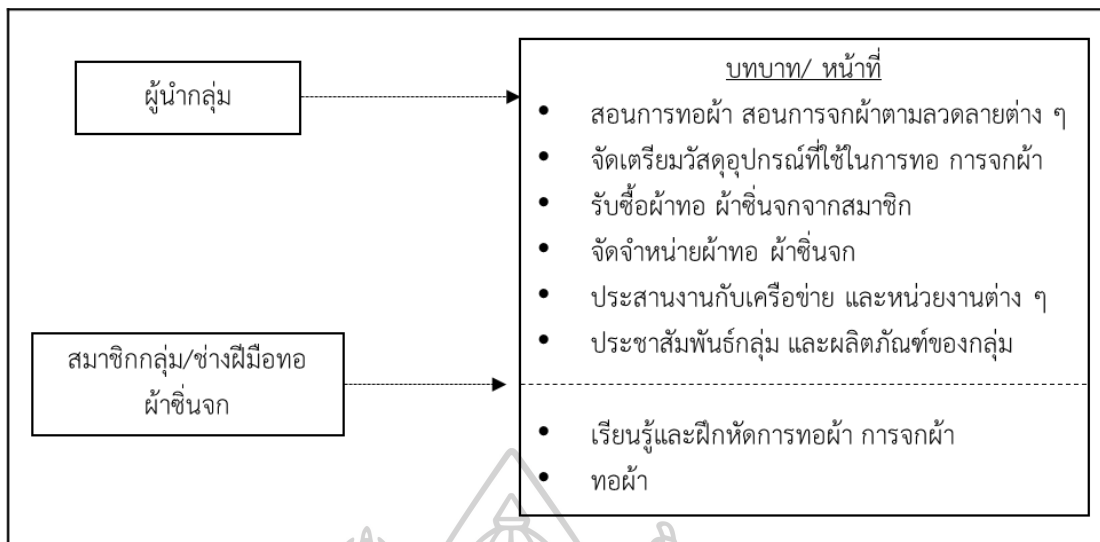 ผู้นำกลุ่ม
บทบาท/ หน้าที่
• สอนการทอผ้า สอนการจกผ้าตามลวดลายต่าง ๆ
• จัดเตรียมวัสดุอุปกรณ์ที่ใช้ในการทอ การจกผ้า
• รับซื้อผ้าทอ ผ้าซิ่นจกจากสมาชิก
• จัดจำหน่ายผ้าทอ ผ้าซิ่นจก
• ประสานงานกับเครือข่าย และหน่วยงานต่าง ๆ
• ประชาสัมพันธ์กลุ่ม และผลิตภัณฑ์ของกลุ่ม
สมาชิกกลุ่ม/ช่างฝีมือทอ
ผ้าซิ่นจก
• เรียนรู้และฝึกหัดการทอผ้า การจกผ้า
• ทอผ้า